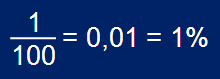 1/100 = 0,01 = 1%